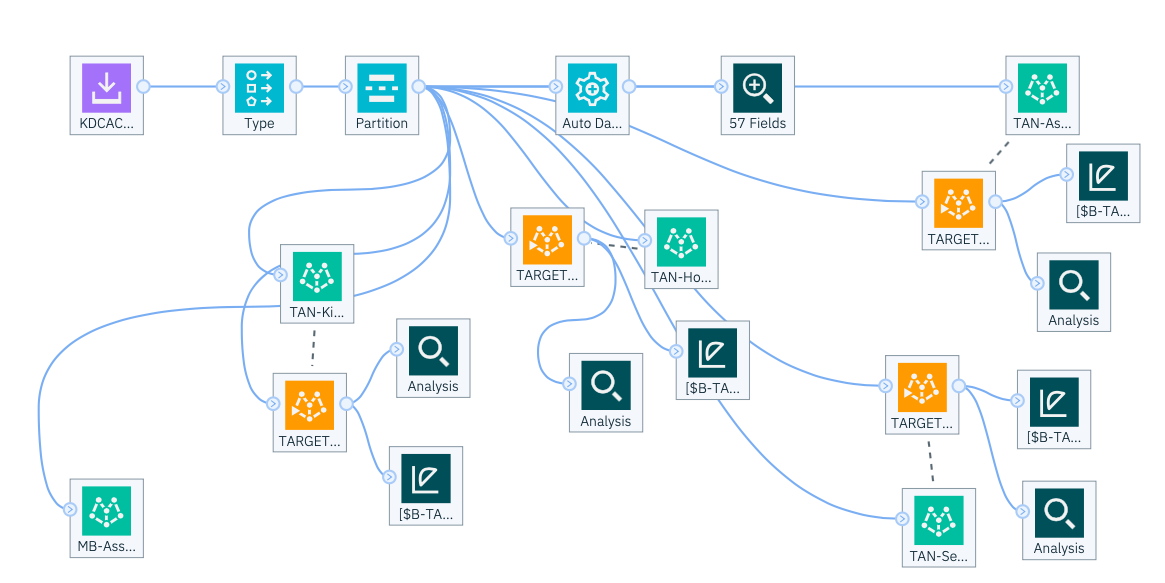 KDCAC...
Type
Partition
Auto Da...
57 Fields
TAN-As...
[$B-TA...
TARGET...
TARGET...
TAN-Ho...
TAN-Ki...
Analysis
Analysis
[$B-TA...
Analysis
TARGET...
TARGET...
[$B-TA...
[$B-TA...
MB-Ass...
TAN-Se...
Analysis